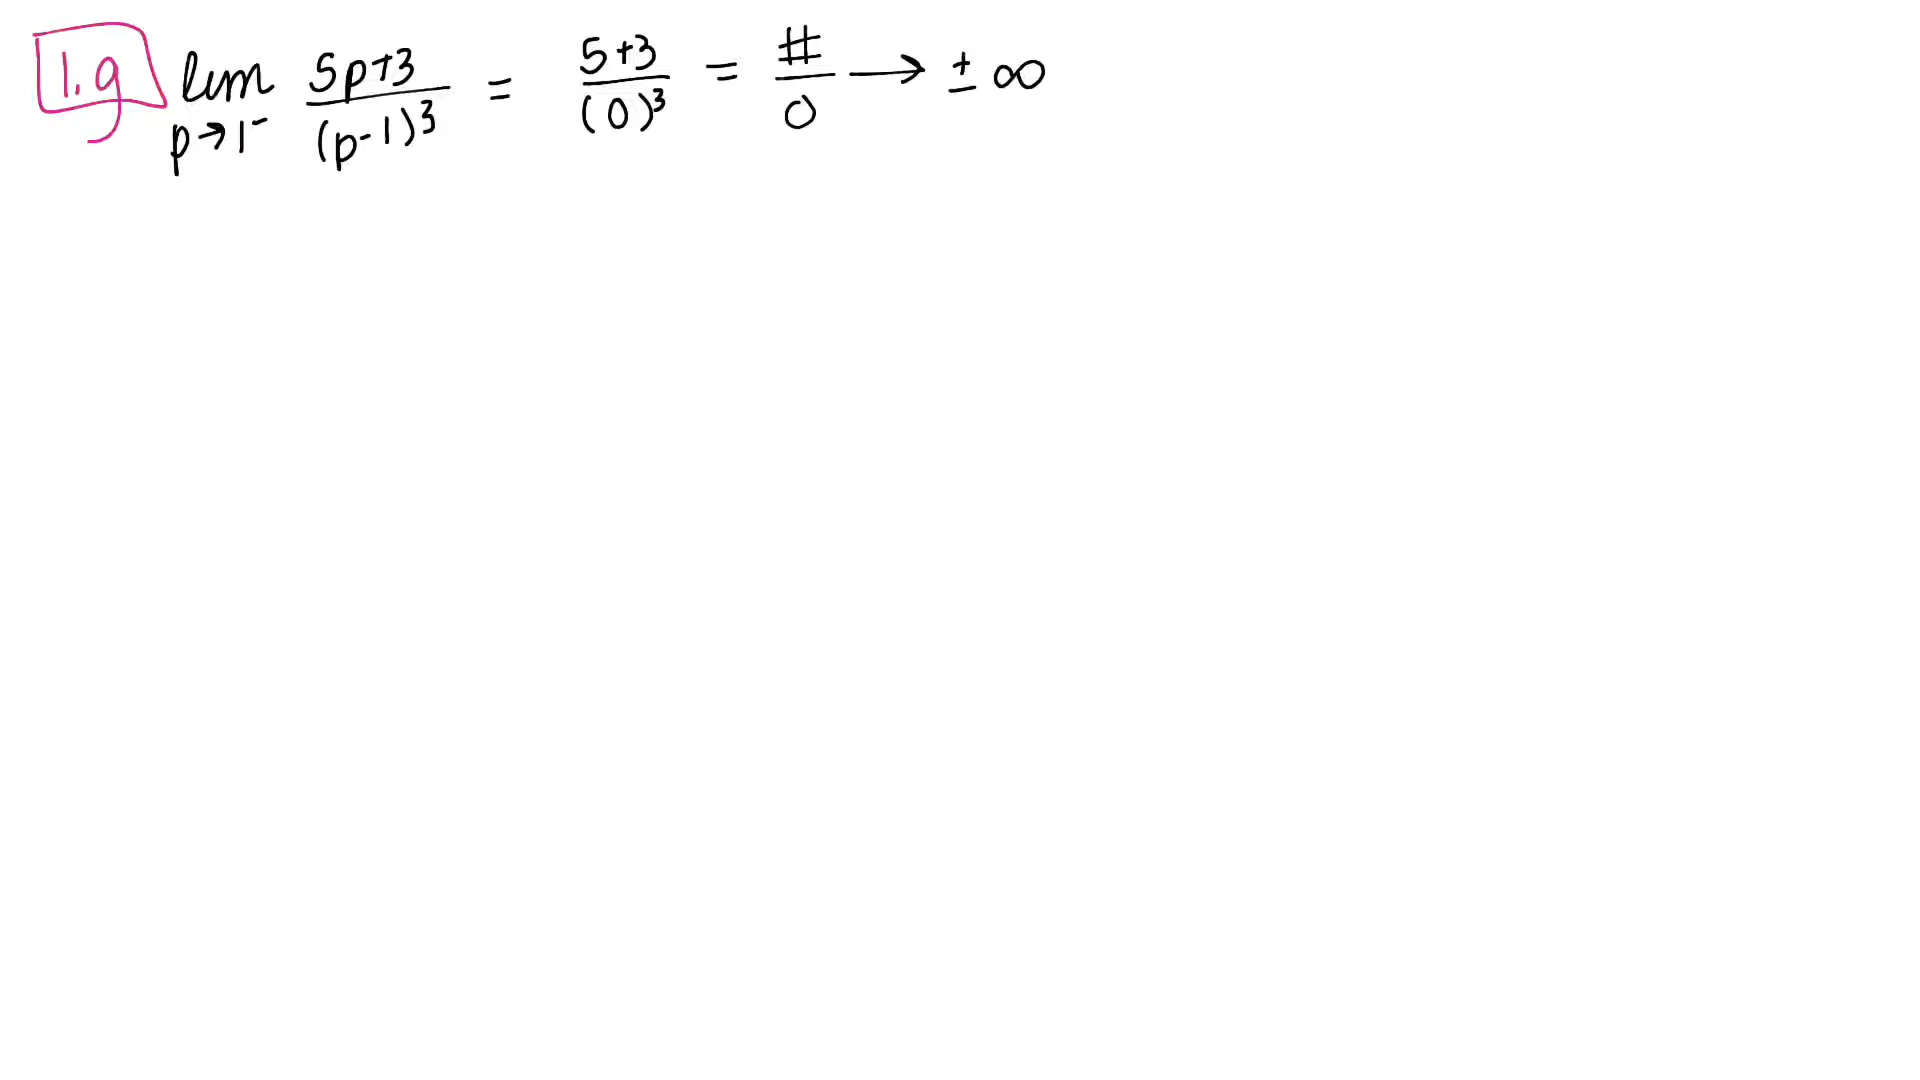 1.g lim p→1⁻ (5p+3)/(p-1)³ = (5+3)/(0)³ = #/0 → ± ∞